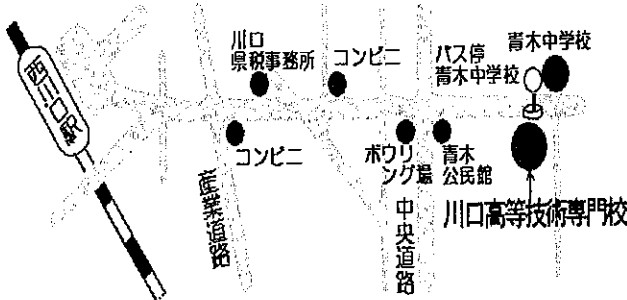 西川口駅
川口
県税事務所
コンビニ
バス停
青木中学校
青木中学校
コンビニ
ボウリ
ング場
青木
公民館
産業道路
中央道路
川口高等技術専門校